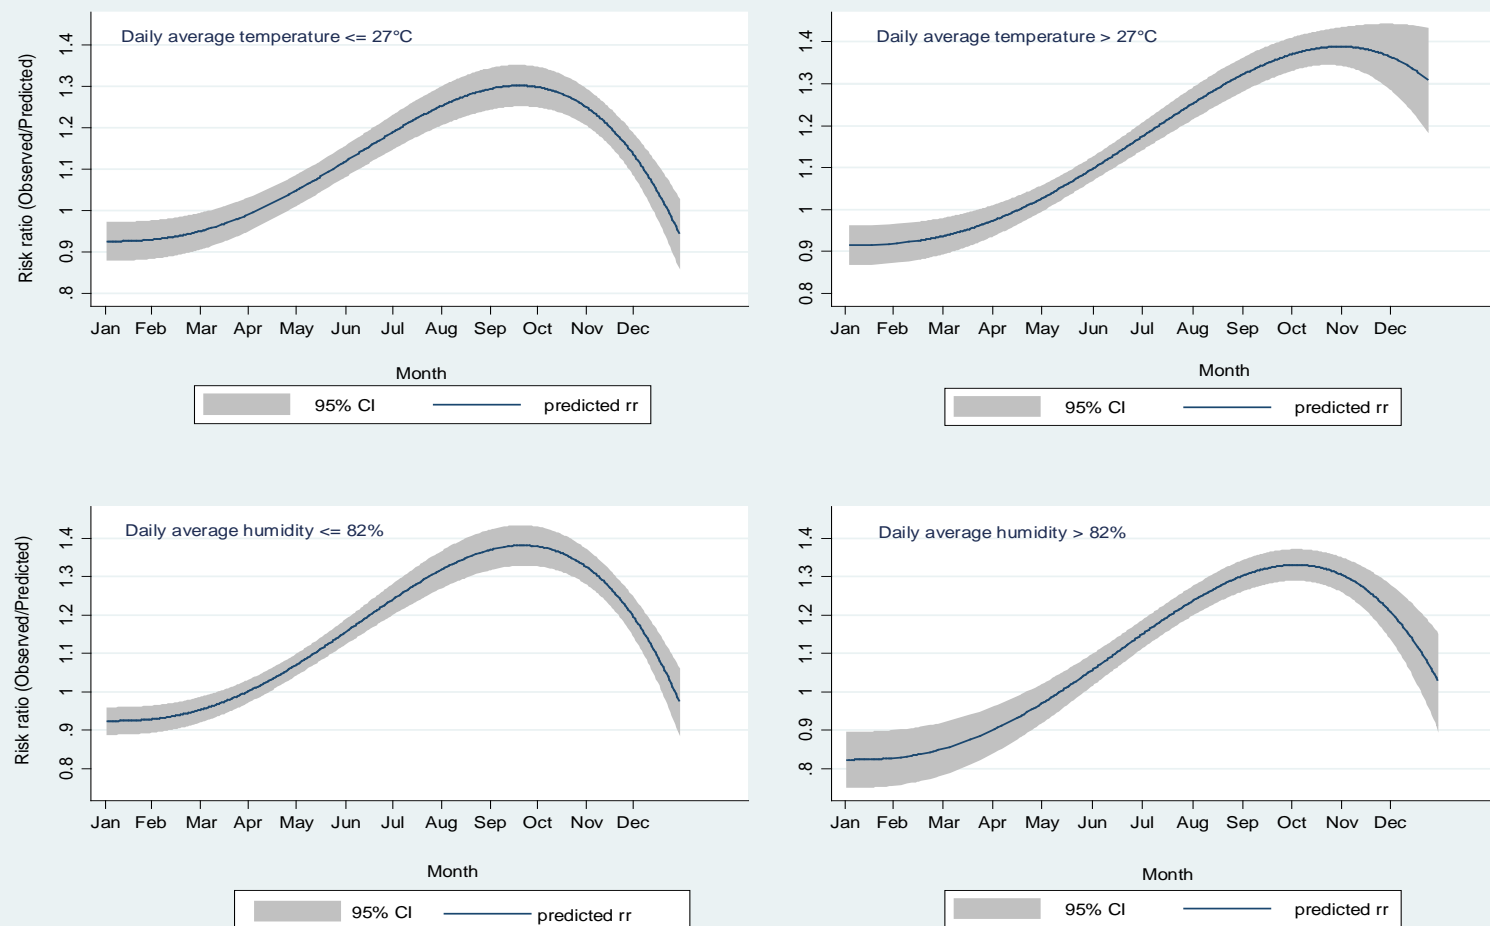 Daily average temperature <= 27°C
Risk ratio (Observed/Predicted)
1.4
1.3
1.2
1.1
1
0.9
.8
Jan Feb Mar Apr May Jun Jul Aug Sep Oct Nov Dec
Month
95% CI predicted rr
Daily average temperature > 27°C
1.4
1.3
1.2
1.1
1
0.9
0.8
Jan Feb Mar Apr May Jun Jul Aug Sep Oct Nov Dec
Month
95% CI predicted rr
Daily average humidity <= 82%
Risk ratio (Observed/Predicted)
1.4
1.3
1.2
1.1
1
.9
0.8
Jan Feb Mar Apr May Jun Jul Aug Sep Oct Nov Dec
Month
95% CI predicted rr
Daily average humidity > 82%
1.4
1.3
1.2
1.1
1
0.9
.8
Jan Feb Mar Apr May Jun Jul Aug Sep Oct Nov Dec
Month
95% CI predicted rr